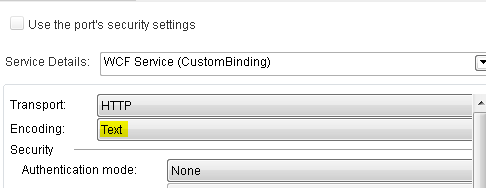 Use the port's security settings
Service Details: WCF Service (CustomBinding)
Transport: HTTP
Encoding: Text
Security
Authentication mode: None